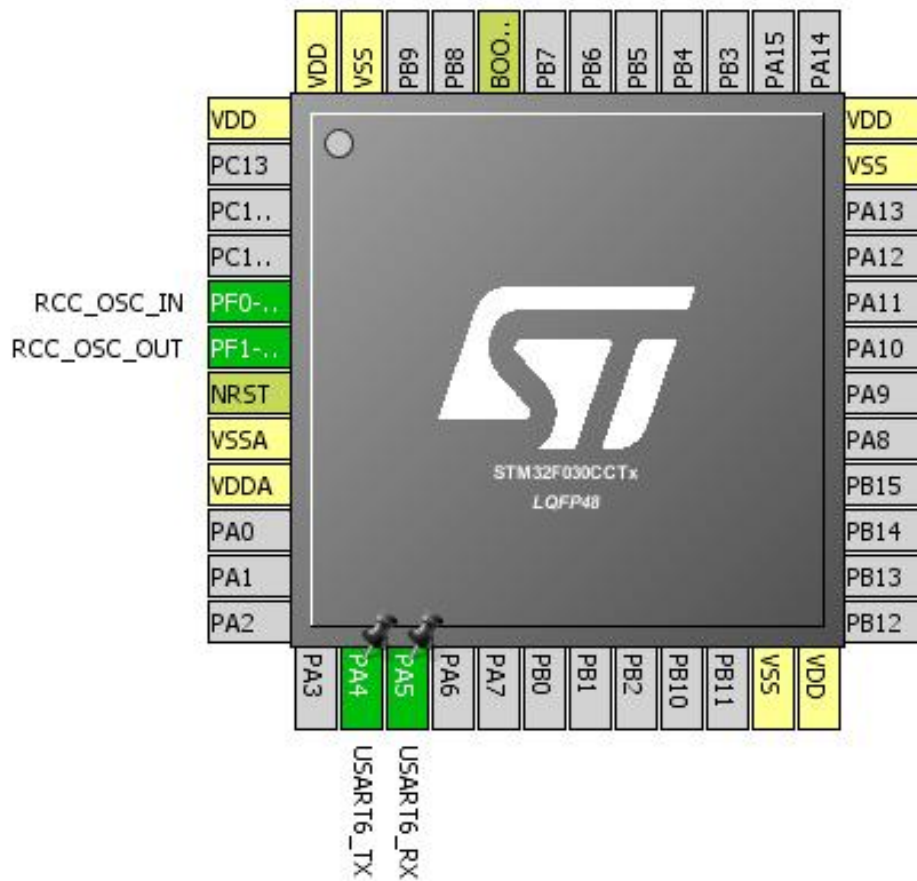 VDD
VSS
PB9
PB8
BOO..
PB7
PB6
PB5
PB4
PB3
PA15
PA14
VDD
PC13
PC1..
PC1..
RCC_OSC_IN PF0-..
RCC_OSC_OUT PF1-..
NRST
VSSA
VDDA
PA0
PA1
PA2
STM32F030CCTx
LQFP48
VDD
VSS
PA13
PA12
PA11
PA10
PA9
PA8
PB15
PB14
PB13
PB12
PA3
PA4
PA5
PA6
PA7
PB0
PB1
PB2
PB10
PB11
VSS
VDD
USART6_TX
USART6_RX